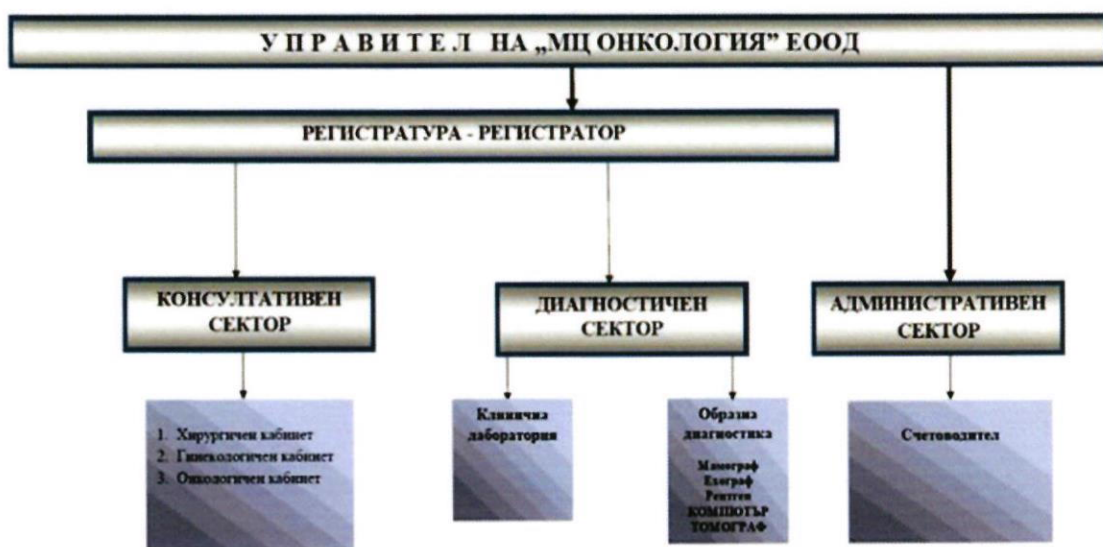 У П Р А В И Т Е Л НА „МЦ ОНКОЛОГИЯ” ЕООД
РЕГИСТРАТУРА - РЕГИСТРАТОР
КОНСУЛТАТИВЕН
СЕКТОР
ДИАГНОСТИЧЕН
СЕКТОР
АДМИНИСТРАТИВЕН
СЕКТОР
1. Хирургичен кабинет
2. Гинекологичен кабинет
3. Онкологичен кабинет
Клинична
лаборатория
Образна
диагностика
Мамограф
Ехограф
Рентген
КОМПЮТЪР
ТОМОГРАФ
Счетоводител